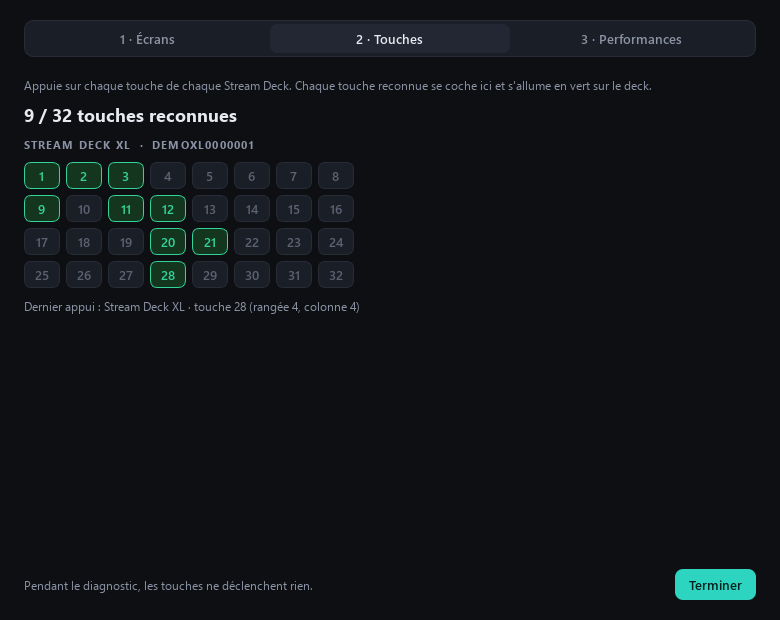 1 · Écrans
2 · Touches
3 · Performances
Appuie sur chaque touche de chaque Stream Deck. Chaque touche reconnue se coche ici et s'allume en vert sur le deck.
9 / 32 touches reconnues
STREAM DECK XL · DEMOXL0000001
1 2 3 4 5 6 7 8
9 10 11 12 13 14 15 16
17 18 19 20 21 22 23 24
25 26 27 28 29 30 31 32
Dernier appui : Stream Deck XL · touche 28 (rangée 4, colonne 4)
Pendant le diagnostic, les touches ne déclenchent rien.
Terminer